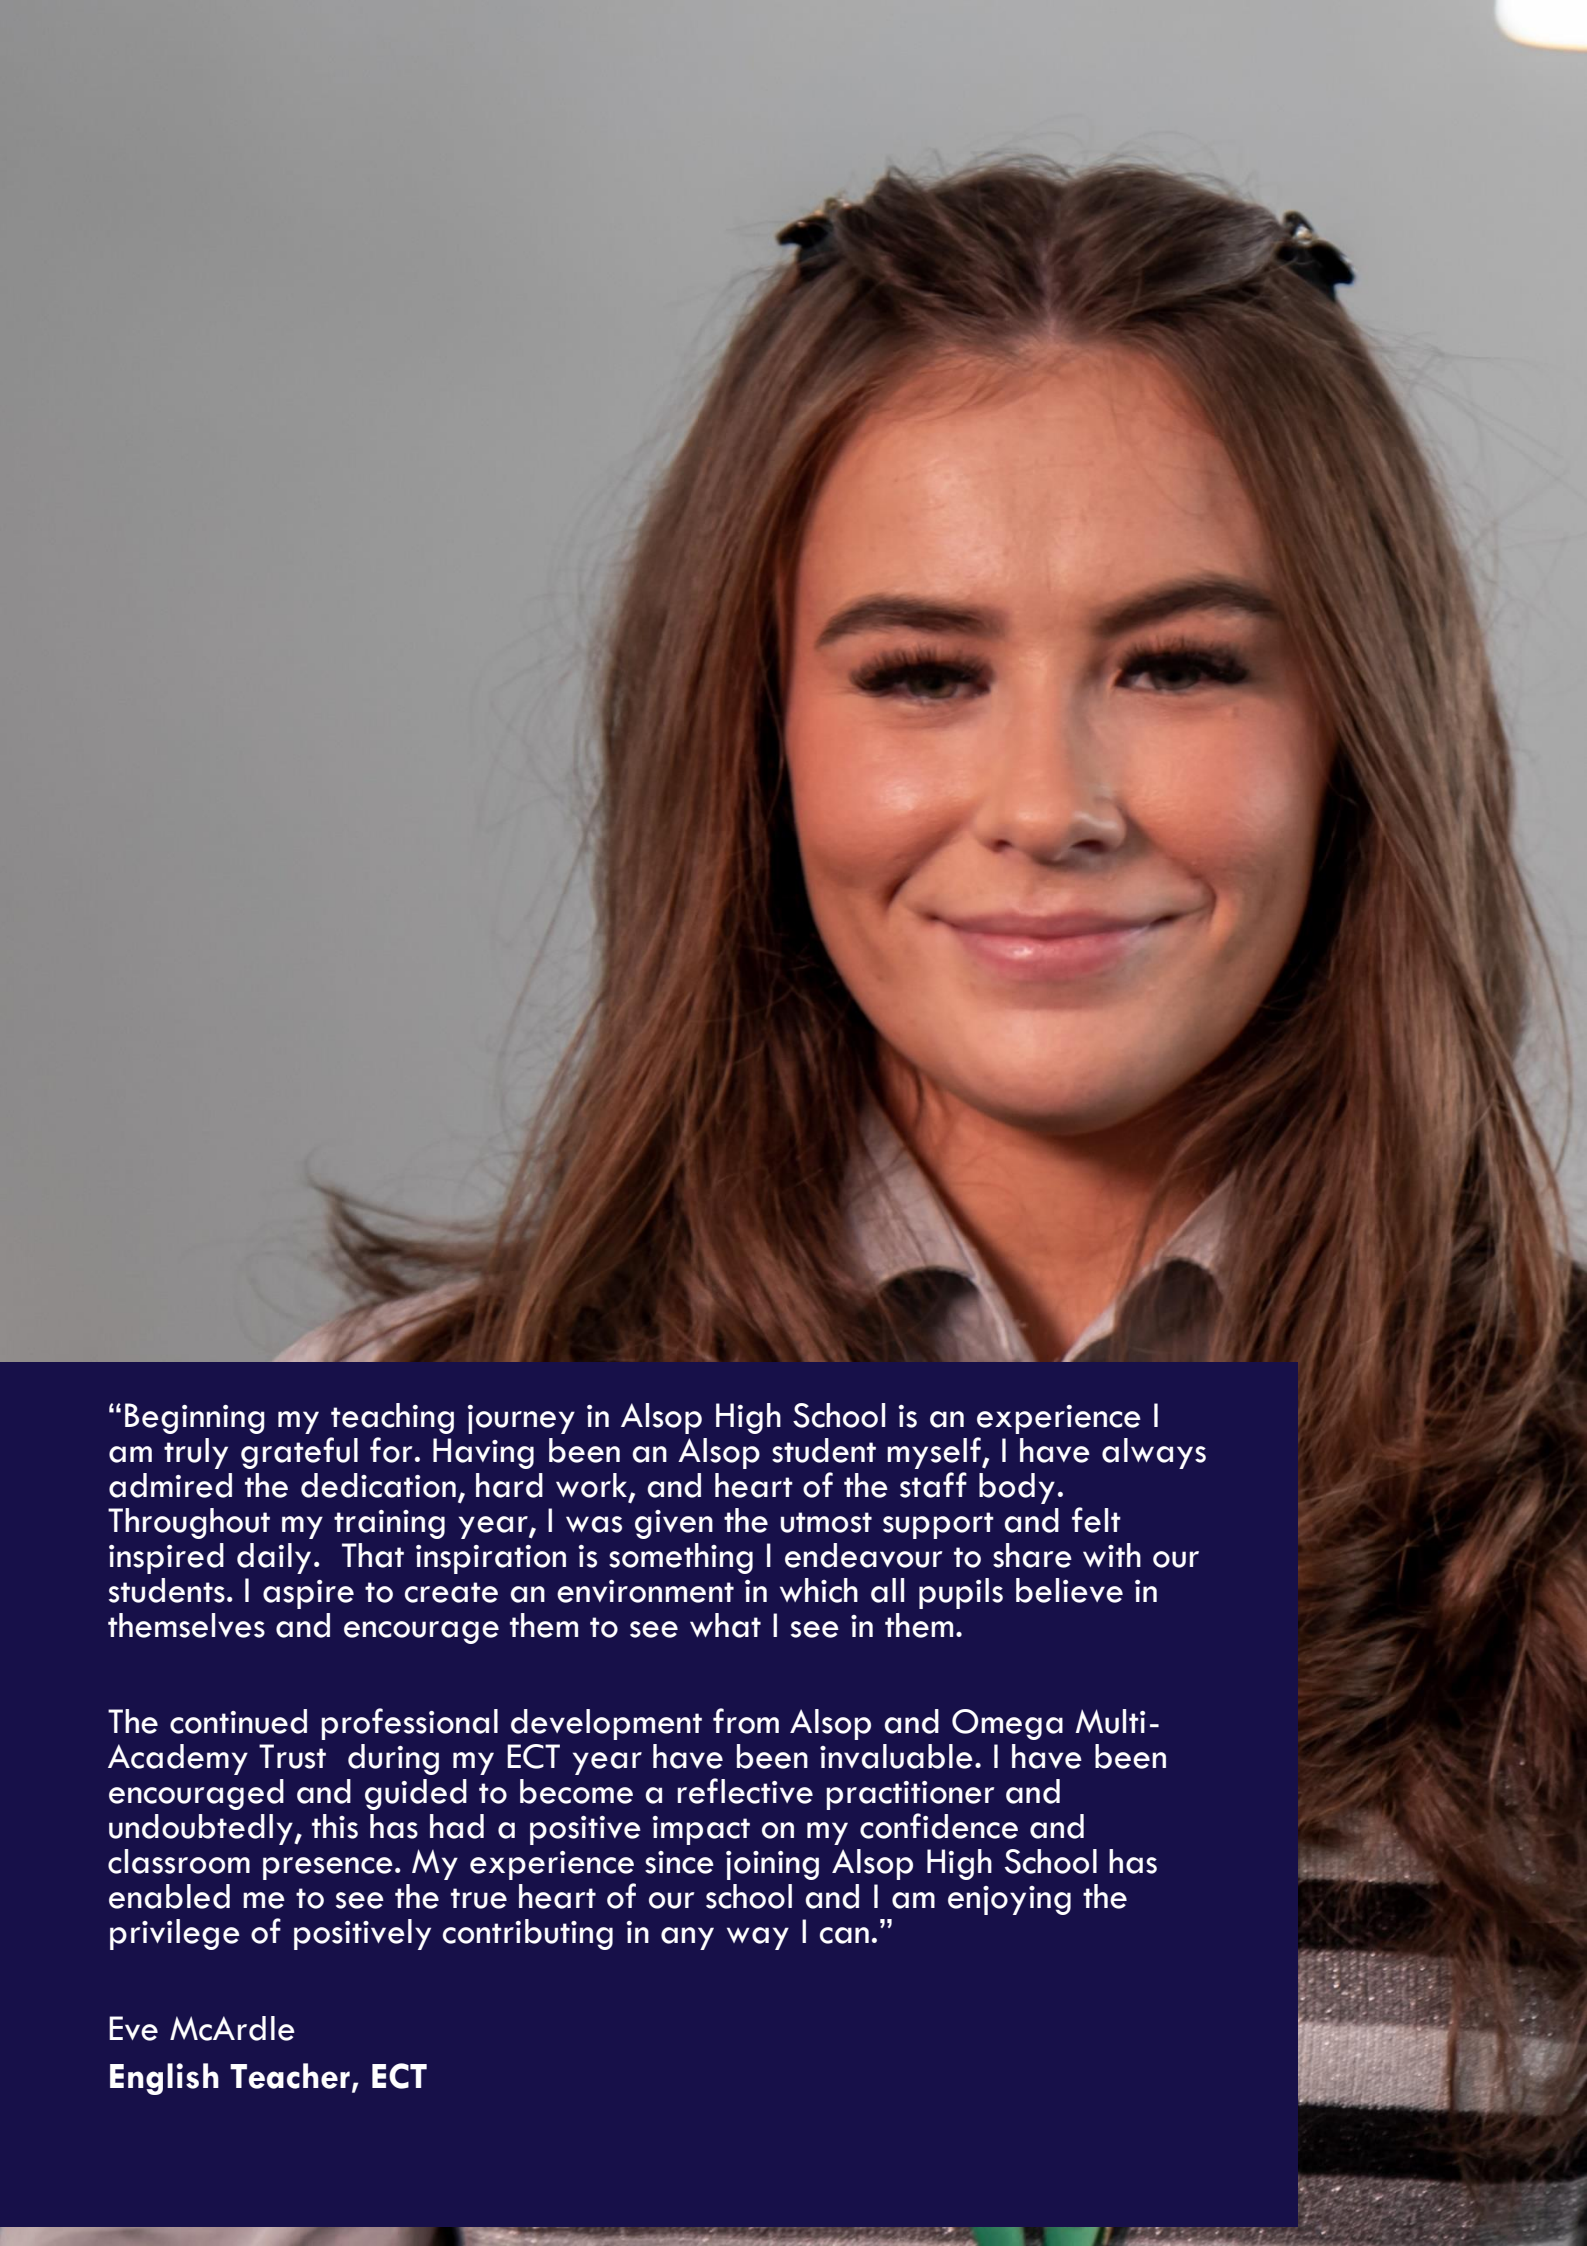 “Beginning my teaching journey in Alsop High School is an experience I
am truly grateful for. Having been an Alsop student myself, I have always
admired the dedication, hard work, and heart of the staff body.
Throughout my training year, I was given the utmost support and felt
inspired daily.  That inspiration is something I endeavour to share with our
students. I aspire to create an environment in which all pupils believe in
themselves and encourage them to see what I see in them.
The continued professional development from Alsop and Omega Multi-
Academy Trust  during my ECT year have been invaluable. I have been
encouraged and guided to become a reflective practitioner and
undoubtedly, this has had a positive impact on my confidence and
classroom presence. My experience since joining Alsop High School has
enabled me to see the true heart of our school and I am enjoying the
privilege of positively contributing in any way I can.”
Eve McArdle
English Teacher, ECT